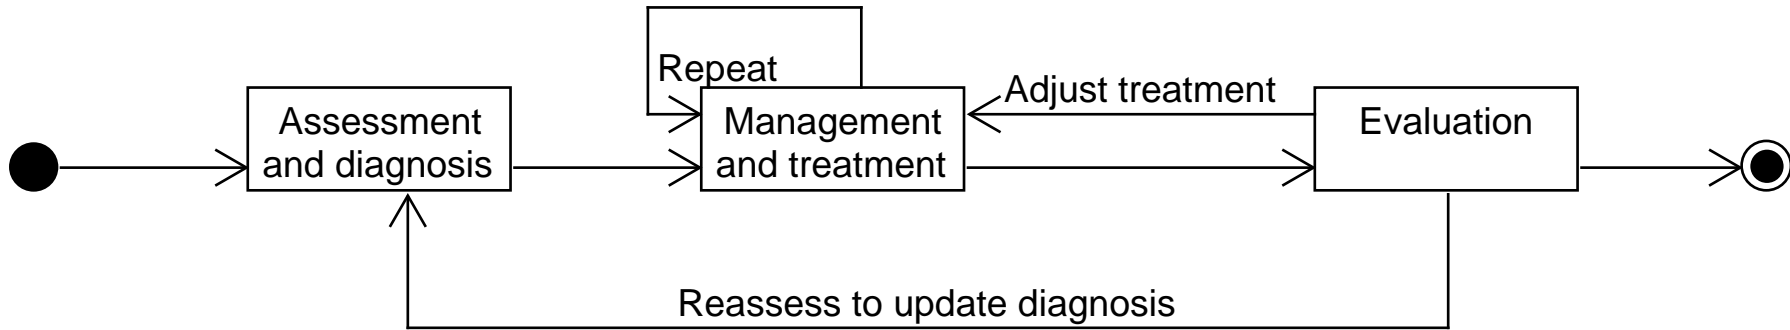 Repeat
Adjust treatment
Assessment
and diagnosis
Management
and treatment
Evaluation
Reassess to update diagnosis